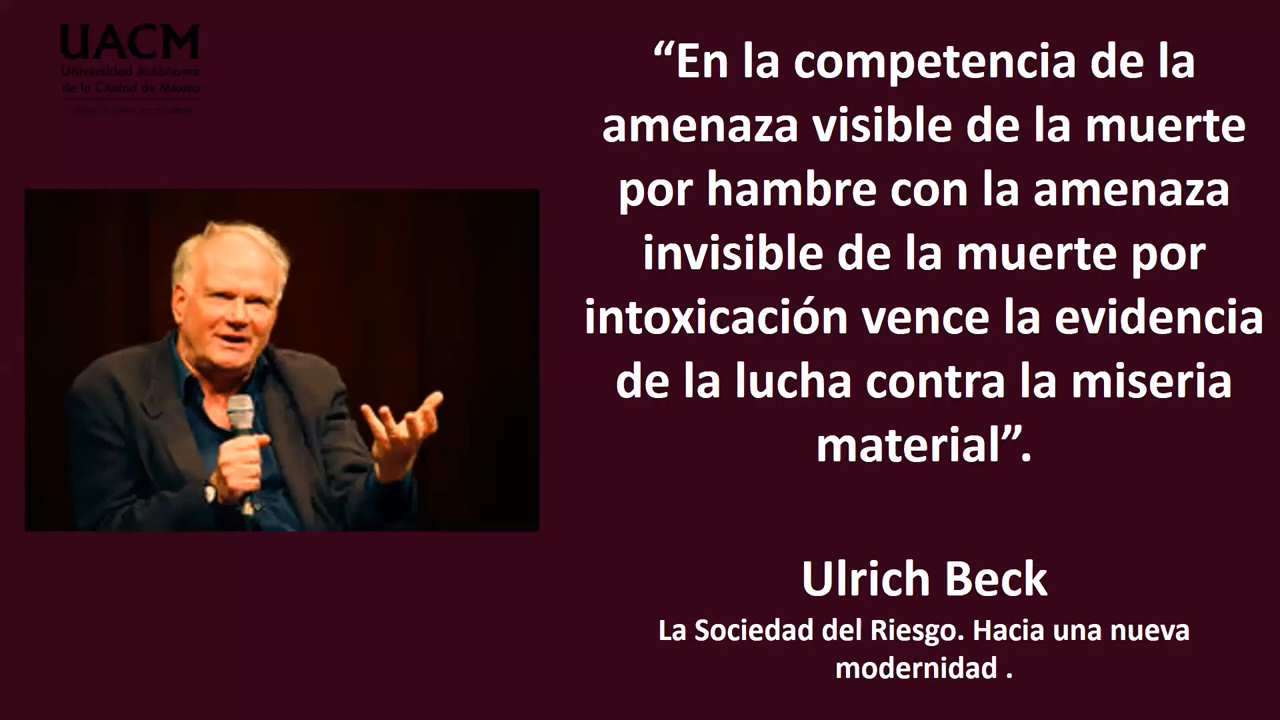 UACM
Universidad Autónoma
de la Ciudad de México
“En la competencia de la
amenaza visible de la muerte
por hambre con la amenaza
invisible de la muerte por
intoxicación vence la evidencia
de la lucha contra la miseria
material”.
Ulrich Beck
La Sociedad del Riesgo. Hacia una nueva
modernidad .